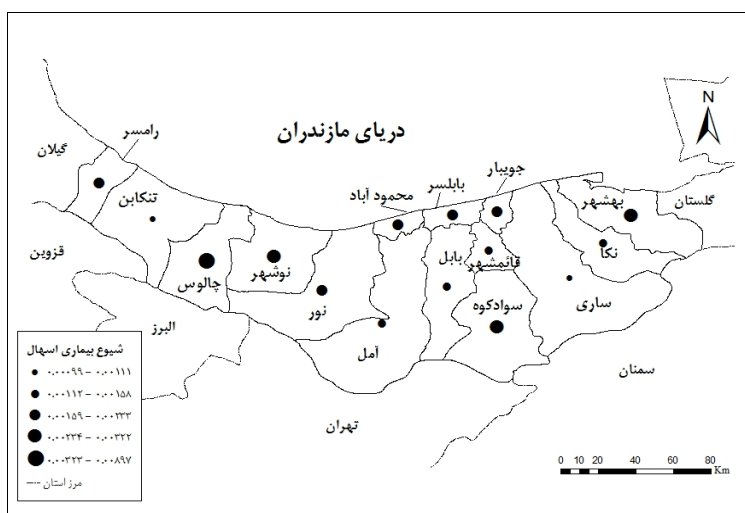 N
دریای مازندران
رامسر
گیلان
تنکابن
محمود آباد
بابلسر
جویبار
بهشهر
گلستان
قزوین
چالوس
نوشهر
نور
بابل
قائمشهر
نکا
سوادکوه
ساری
البرز
آمل
سمنان
تهران
شیوع بیماری اسهال
۰.۰۰۰۹۹ - ۰.۰۰۱۱۱
۰.۰۰۱۱۲ - ۰.۰۰۱۵۸
۰.۰۰۱۵۹ - ۰.۰۰۲۳۳
۰.۰۰۲۳۴ - ۰.۰۰۳۲۲
۰.۰۰۳۲۳ - ۰.۰۰۸۹۷
مرز استان
0 10 20 40 60 80
Km